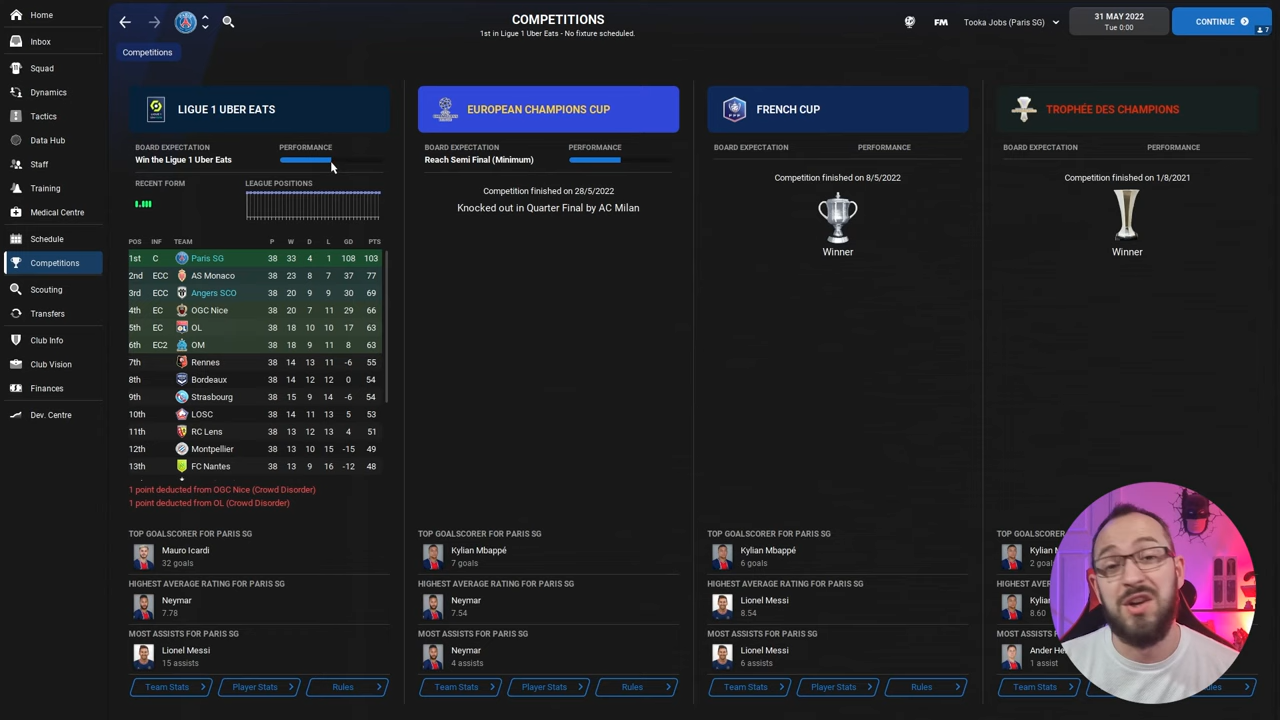 Home
Inbox
Squad
Dynamics
Tactics
Data Hub
Staff
Training
Medical Centre
Schedule
Competitions
Scouting
Transfers
Club Info
Club Vision
Finances
Dev. Centre
COMPETITIONS
1st in Ligue 1 Uber Eats - No fixture scheduled.
FM
Tooka Jobs (Paris SG)
31 MAY 2022
Tue 0:00
CONTINUE
7
Competitions
LIGUE 1 UBER EATS
BOARD EXPECTATION PERFORMANCE
Win the Ligue 1 Uber Eats
RECENT FORM LEAGUE POSITIONS
POS INF TEAM P W D L GD PTS
1st C Paris SG 38 33 4 1 108 103
2nd ECC AS Monaco 38 23 8 7 37 77
3rd ECC Angers SCO 38 20 9 9 30 69
4th EC OGC Nice 38 20 7 11 29 66
5th EC OL 38 18 10 10 17 63
6th EC2 OM 38 18 9 11 8 63
7th Rennes 38 14 13 11 -6 55
8th Bordeaux 38 14 12 12 0 54
9th Strasbourg 38 15 9 14 -6 54
10th LOSC 38 14 11 13 5 53
11th RC Lens 38 13 12 13 4 51
12th Montpellier 38 13 10 15 -15 49
13th FC Nantes 38 13 9 16 -12 48
1 point deducted from OGC Nice (Crowd Disorder)
1 point deducted from OL (Crowd Disorder)
TOP GOALSCORER FOR PARIS SG
Mauro Icardi
32 goals
HIGHEST AVERAGE RATING FOR PARIS SG
Neymar
7.78
MOST ASSISTS FOR PARIS SG
Lionel Messi
15 assists
Team Stats Player Stats Rules
EUROPEAN CHAMPIONS CUP
BOARD EXPECTATION PERFORMANCE
Reach Semi Final (Minimum)
Competition finished on 28/5/2022
Knocked out in Quarter Final by AC Milan
TOP GOALSCORER FOR PARIS SG
Kylian Mbappé
7 goals
HIGHEST AVERAGE RATING FOR PARIS SG
Neymar
7.54
MOST ASSISTS FOR PARIS SG
Neymar
4 assists
Team Stats Player Stats Rules
FRENCH CUP
BOARD EXPECTATION PERFORMANCE
Competition finished on 8/5/2022
Winner
TOP GOALSCORER FOR PARIS SG
Kylian Mbappé
6 goals
HIGHEST AVERAGE RATING FOR PARIS SG
Lionel Messi
8.54
MOST ASSISTS FOR PARIS SG
Lionel Messi
6 assists
Team Stats Player Stats Rules
TROPHÉE DES CHAMPIONS
BOARD EXPECTATION PERFORMANCE
Competition finished on 1/8/2021
Winner
TOP GOALSCORER FOR PARIS SG
Kylian
2 goal
HIGHEST AVERA
Kylia
8.60
MOST ASSISTS FO
Ander He
1 assist
Team Stats